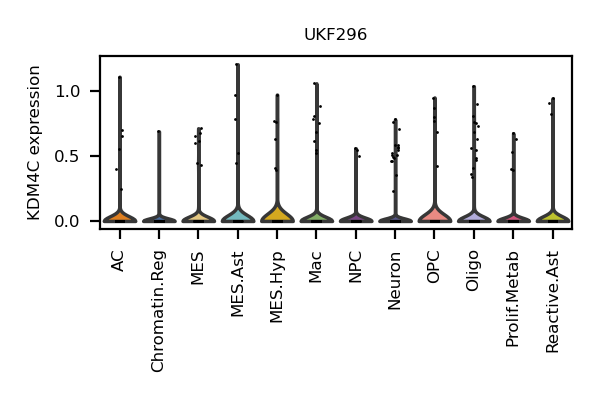 UKF296
KDM4C expression
1.0
0.5
0.0
AC
Chromatin.Reg
MES
MES.Ast
MES.Hyp
Mac
NPC
Neuron
OPC
Oligo
Prolif.Metab
Reactive.Ast